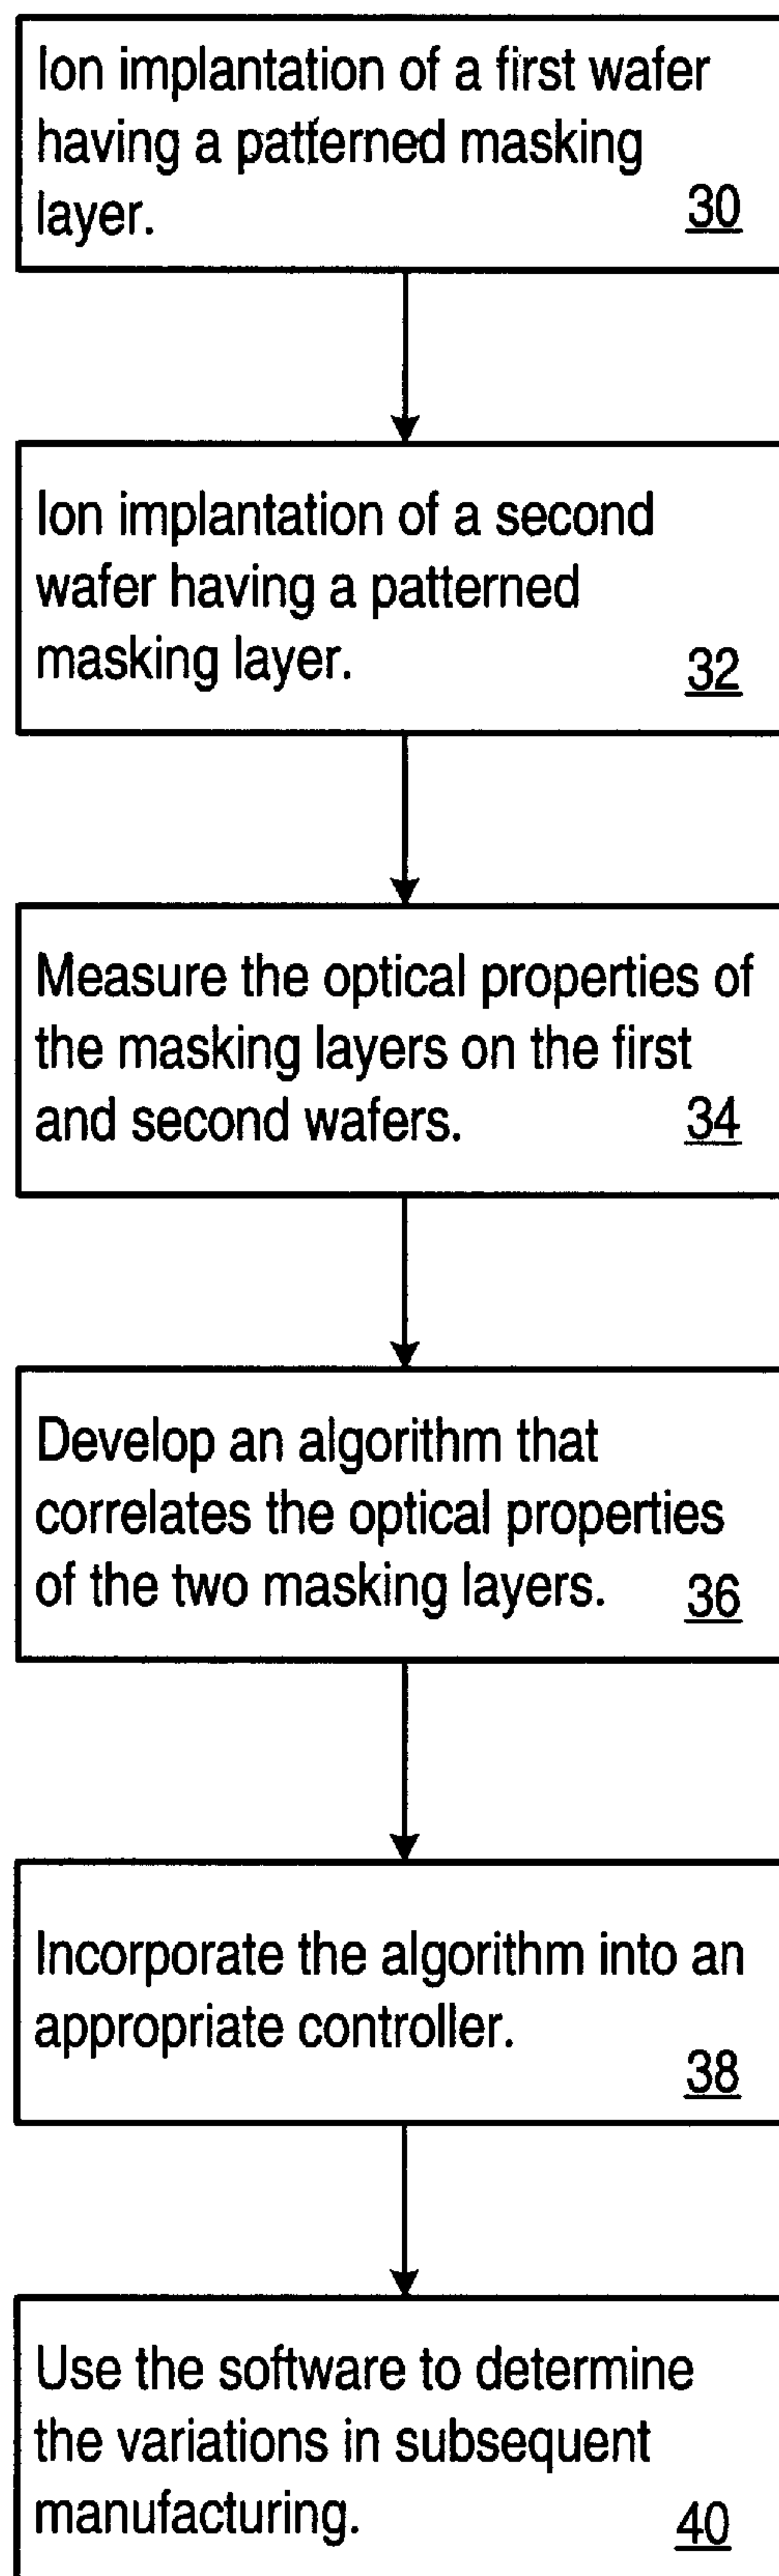 Ion implantation of a first wafer
having a patterned masking
layer.
30
Ion implantation of a second
wafer having a patterned
masking layer.
32
Measure the optical properties of
the masking layers on the first
and second wafers.
34
Develop an algorithm that
correlates the optical properties
of the two masking layers.
36
Incorporate the algorithm into an
appropriate controller.
38
Use the software to determine
the variations in subsequent
manufacturing.
40